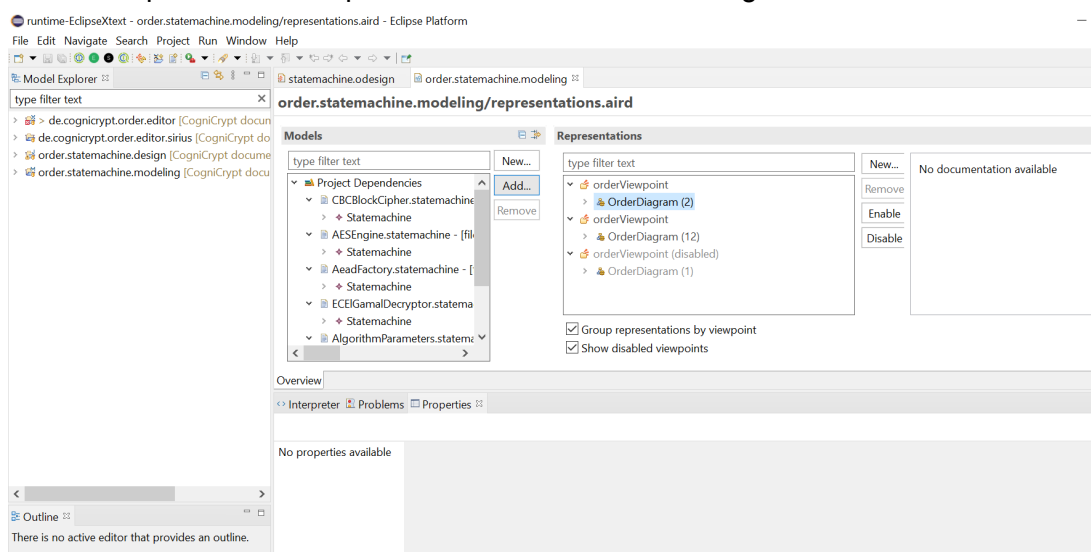 runtime-EclipseXtext - order.statemachine.modeling/representations.aird - Eclipse Platform
File Edit Navigate Search Project Run Window Help
Model Explorer
statemachine.odesign
order.statemachine.modeling
type filter text
order.statemachine.modeling/representations.aird
> de.cognicrypt.order.editor [CogniCrypt docun
de.cognicrypt.order.editor.sirius [CogniCrypt do
order.statemachine.design [CogniCrypt docume
order.statemachine.modeling [CogniCrypt docu
Models
type filter text
New...
Add...
Remove
Project Dependencies
CBCBlockCipher.statemachine
Statemachine
AESEngine.statemachine - [file
Statemachine
AeadFactory.statemachine - [
Statemachine
ECElGamalDecryptor.statema
Statemachine
AlgorithmParameters.statema
Representations
type filter text
New...
Remove
Enable
Disable
orderViewpoint
OrderDiagram (2)
orderViewpoint
OrderDiagram (12)
orderViewpoint (disabled)
OrderDiagram (1)
No documentation available
Group representations by viewpoint
Show disabled viewpoints
Overview
Interpreter Problems Properties
No properties available
Outline
There is no active editor that provides an outline.